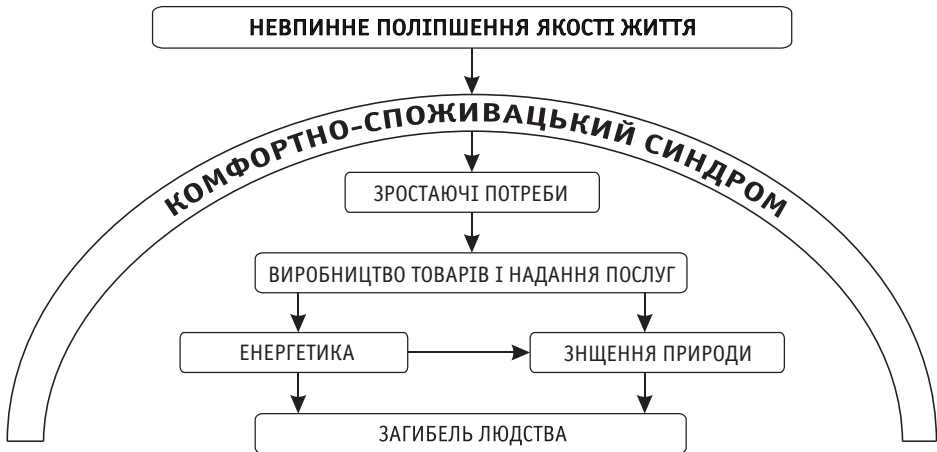 НЕВПИННЕ ПОЛІПШЕННЯ ЯКОСТІ ЖИТТЯ
КОМФОРТНО-СПОЖИВАЦЬКИЙ СИНДРОМ
ЗРОСТАЮЧІ ПОТРЕБИ
ВИРОБНИЦТВО ТОВАРІВ І НАДАННЯ ПОСЛУГ
ЕНЕРГЕТИКА
ЗНЩЕННЯ ПРИРОДИ
ЗАГИБЕЛЬ ЛЮДСТВА